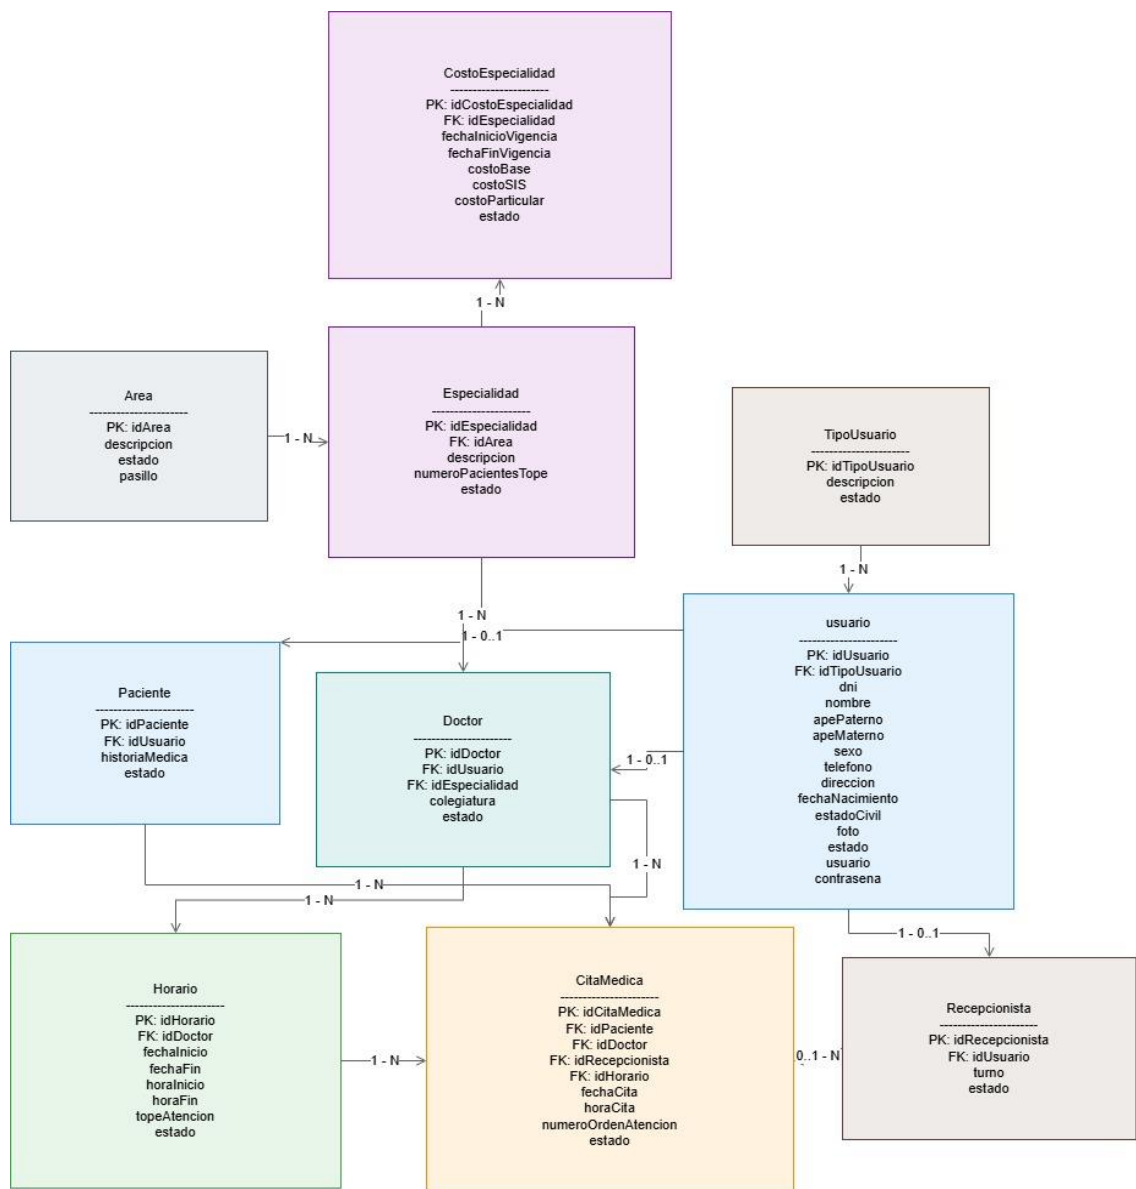 CostoEspecialidad
----------------------
PK: idCostoEspecialidad
FK: idEspecialidad
fechaInicioVigencia
fechaFinVigencia
costoBase
costoSIS
costoParticular
estado
1 - N
Area
----------------------
PK: idArea
descripcion
estado
pasillo
1 - N
Especialidad
----------------------
PK: idEspecialidad
FK: idArea
descripcion
numeroPacientesTope
estado
TipoUsuario
----------------------
PK: idTipoUsuario
descripcion
estado
1 - N
1 - N
1 - 0..1
Paciente
----------------------
PK: idPaciente
FK: idUsuario
historiaMedica
estado
Doctor
----------------------
PK: idDoctor
FK: idUsuario
FK: idEspecialidad
colegiatura
estado
1 - 0..1
usuario
----------------------
PK: idUsuario
FK: idTipoUsuario
dni
nombre
apePaterno
apeMaterno
sexo
telefono
direccion
fechaNacimiento
estadoCivil
foto
estado
usuario
contrasena
1 - N
1 - N
1 - N
1 - 0..1
Horario
----------------------
PK: idHorario
FK: idDoctor
fechaInicio
fechaFin
horaInicio
horaFin
topeAtencion
estado
1 - N
CitaMedica
----------------------
PK: idCitaMedica
FK: idPaciente
FK: idDoctor
FK: idRecepcionista
FK: idHorario
fechaCita
horaCita
numeroOrdenAtencion
estado
0..1 - N
Recepcionista
----------------------
PK: idRecepcionista
FK: idUsuario
turno
estado